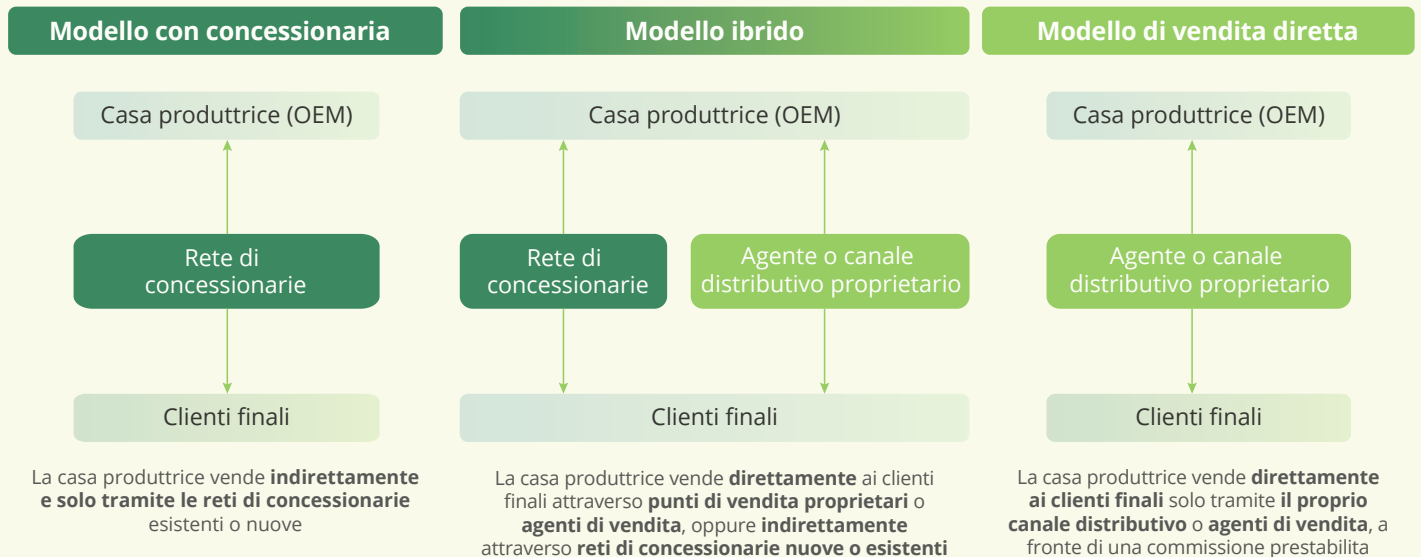 Modello con concessionaria
Casa produttrice (OEM)
Rete di
concessionarie
Clienti finali
La casa produttrice vende indirettamente
e solo tramite le reti di concessionarie
esistenti o nuove
Modello ibrido
Casa produttrice (OEM)
Rete di
concessionarie
Agente o canale
distributivo proprietario
Clienti finali
La casa produttrice vende direttamente ai clienti
finali attraverso punti di vendita proprietari o
agenti di vendita, oppure indirettamente
attraverso reti di concessionarie nuove o esistenti
Modello di vendita diretta
Casa produttrice (OEM)
Agente o canale
distributivo proprietario
Clienti finali
La casa produttrice vende direttamente
ai clienti finali solo tramite il proprio
canale distributivo o agenti di vendita, a
fronte di una commissione prestabilita